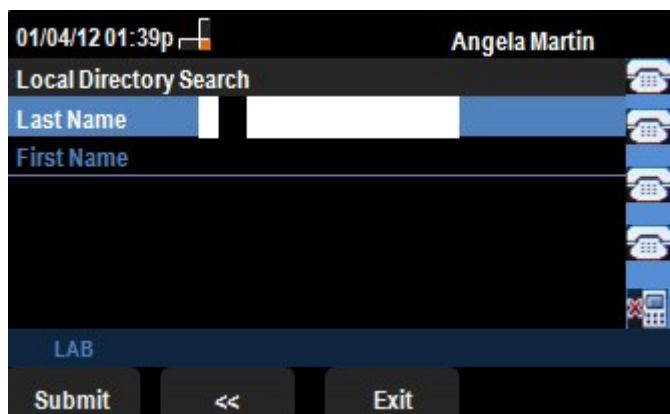 01/04/12 01:39p Angela Martin
Local Directory Search
Last Name
First Name
LAB
Submit << Exit